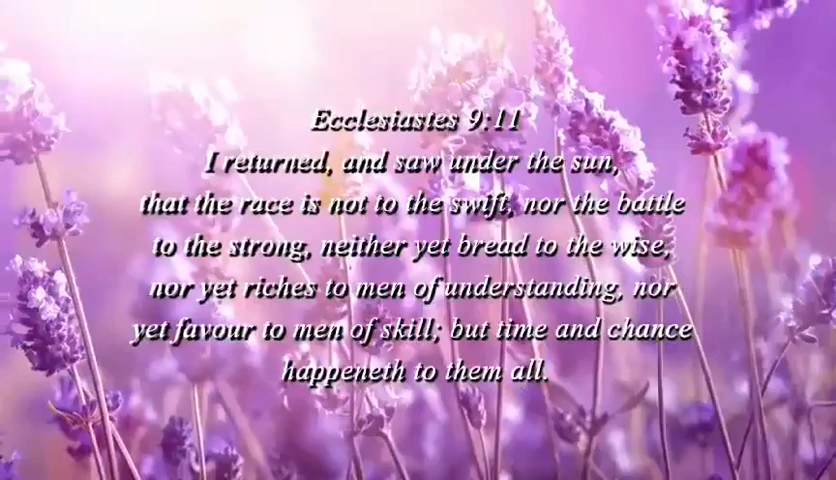 Ecclesiastes 9:11
I returned, and saw under the sun,
that the race is not to the swift, nor the battle
to the strong, neither yet bread to the wise,
nor yet riches to men of understanding, nor
yet favour to men of skill; but time and chance
happeneth to them all.